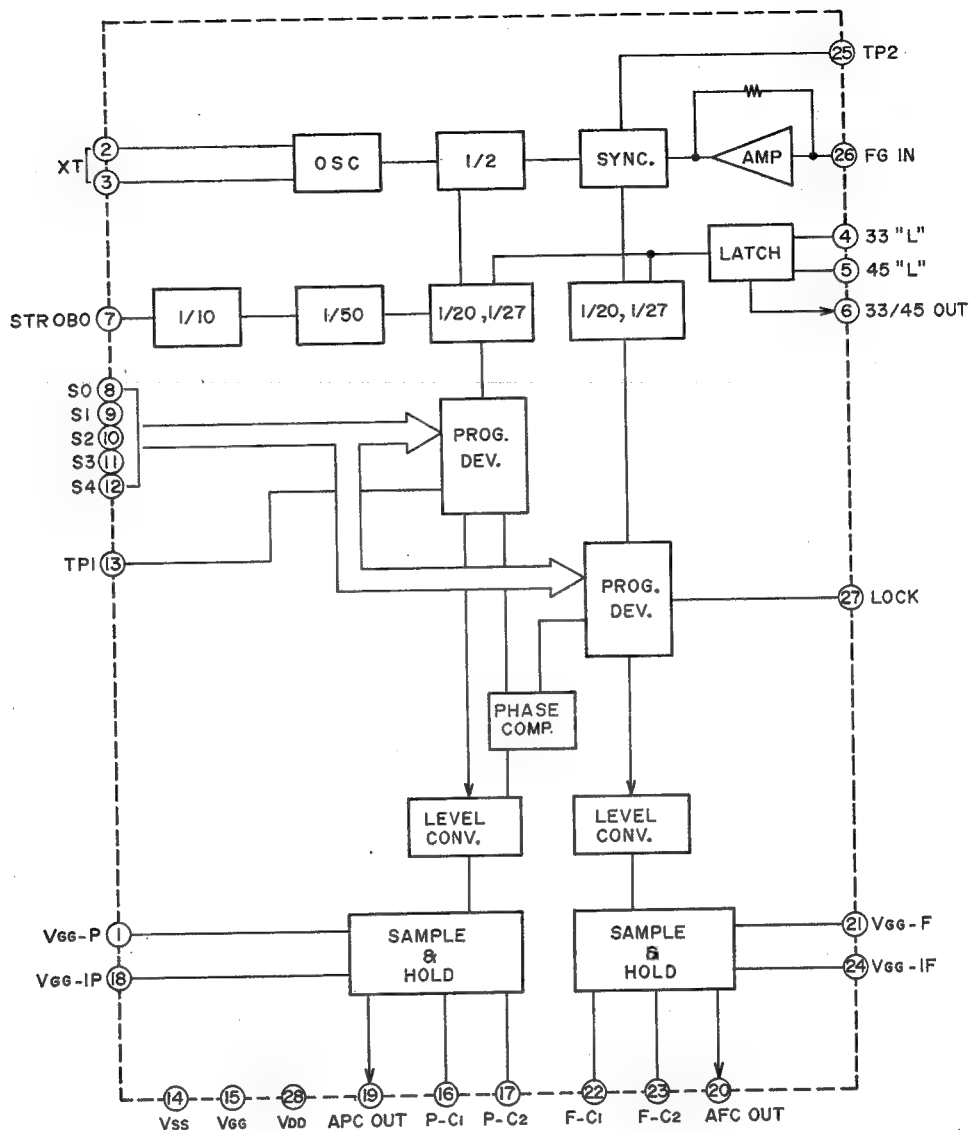 25 TP2
2
XT
3
OSC
1/2
SYNC.
AMP
26 FG IN
4 33 "L"
LATCH
5 45 "L"
STROBO 7
1/10
1/50
1/20, 1/27
1/20, 1/27
6 33/45 OUT
S0 8
S1 9
S2 10
S3 11
S4 12
PROG.
DEV.
TP1 13
PROG.
DEV.
27 LOCK
PHASE
COMP.
LEVEL
CONV.
LEVEL
CONV.
VGG-P 1
SAMPLE
&
HOLD
VGG-IP 18
SAMPLE
&
HOLD
21 VGG-F
24 VGG-IF
14 15 28 19 16 17 22 23 20
VSS VGG VDD APC OUT P-C1 P-C2 F-C1 F-C2 AFC OUT